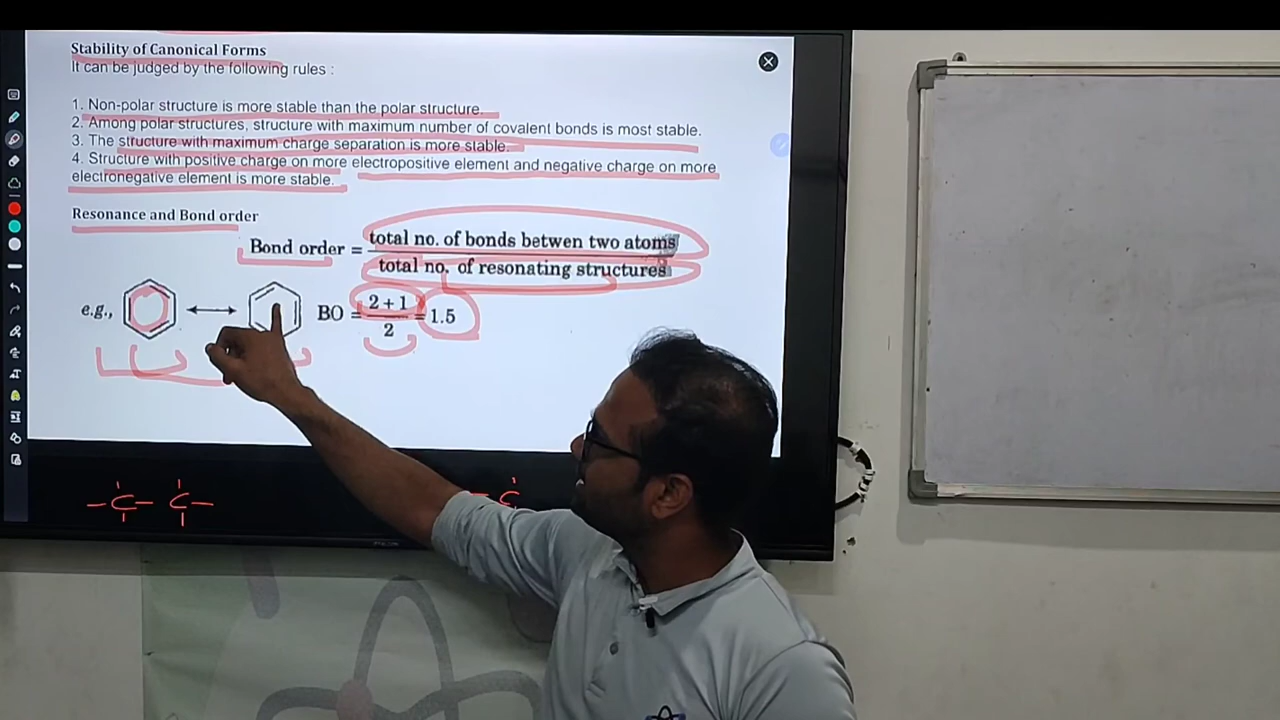 Stability of Canonical Forms
It can be judged by the following rules :
1. Non-polar structure is more stable than the polar structure.
2. Among polar structures, structure with maximum number of covalent bonds is most stable.
3. The structure with maximum charge separation is more stable.
4. Structure with positive charge on more electropositive element and negative charge on more
electronegative element is more stable.
Resonance and Bond order
Bond order = total no. of bonds betwen two atoms
total no. of resonating structures
e.g., BO = 2 + 1 = 1.5
2
-C- C-
- C